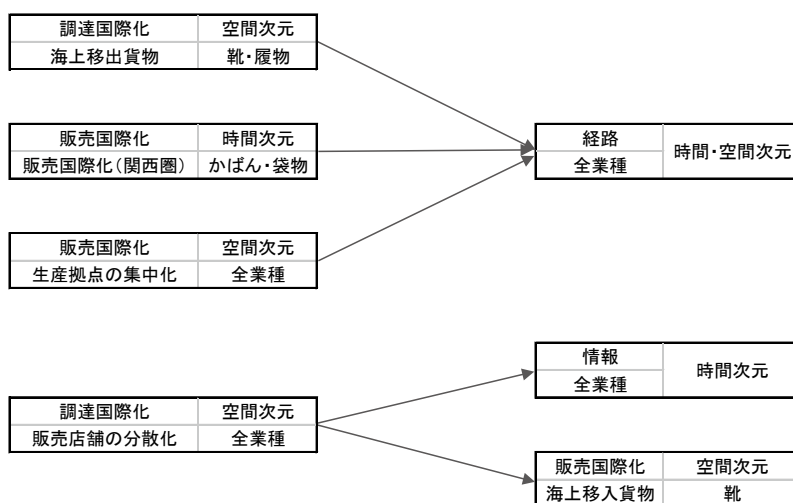 調達国際化 空間次元
海上移出貨物 靴・履物
販売国際化 時間次元
販売国際化(関西圏) かばん・袋物
経路
全業種
時間・空間次元
販売国際化 空間次元
生産拠点の集中化 全業種
情報
全業種
時間次元
調達国際化 空間次元
販売店舗の分散化 全業種
販売国際化 空間次元
海上移入貨物 靴